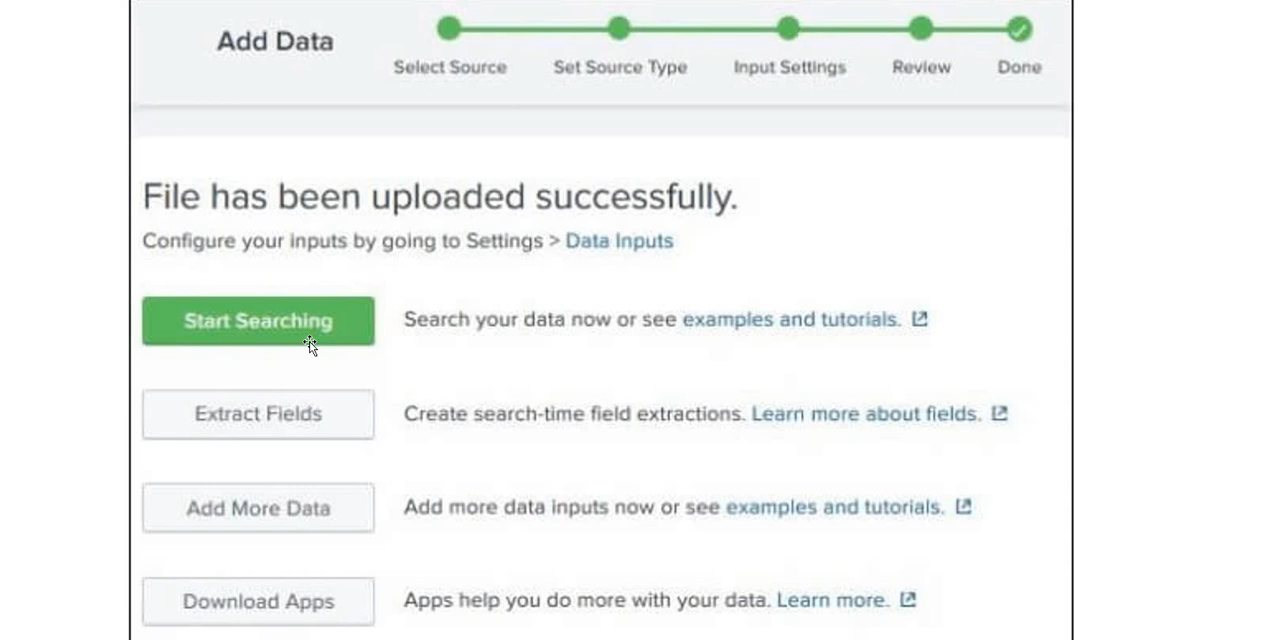 Add Data
Select Source Set Source Type Input Settings Review Done
File has been uploaded successfully.
Configure your inputs by going to Settings > Data Inputs
Start Searching Search your data now or see examples and tutorials.
Extract Fields Create search-time field extractions. Learn more about fields.
Add More Data Add more data inputs now or see examples and tutorials.
Download Apps Apps help you do more with your data. Learn more.